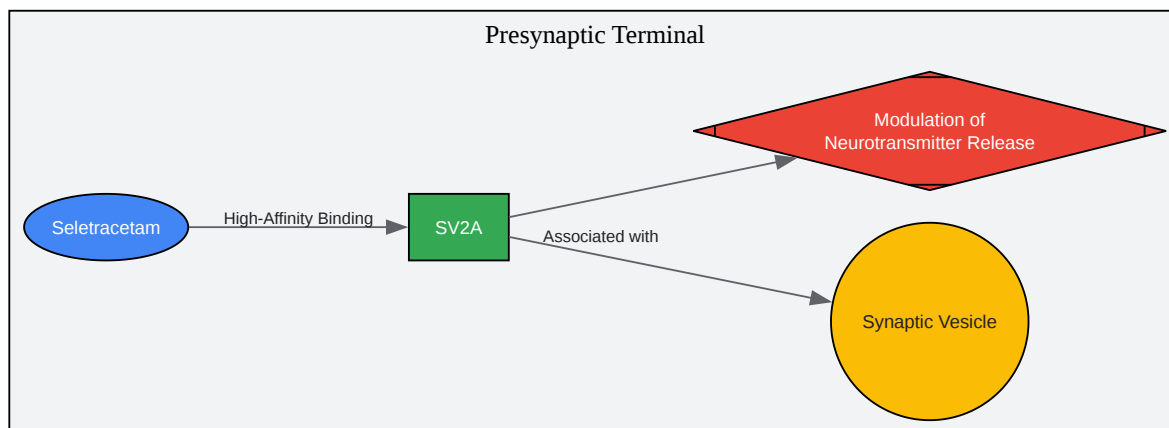 Presynaptic Terminal
Modulation of
Neurotransmitter Release
Seletracetam
High-Affinity Binding
SV2A
Associated with
Synaptic Vesicle